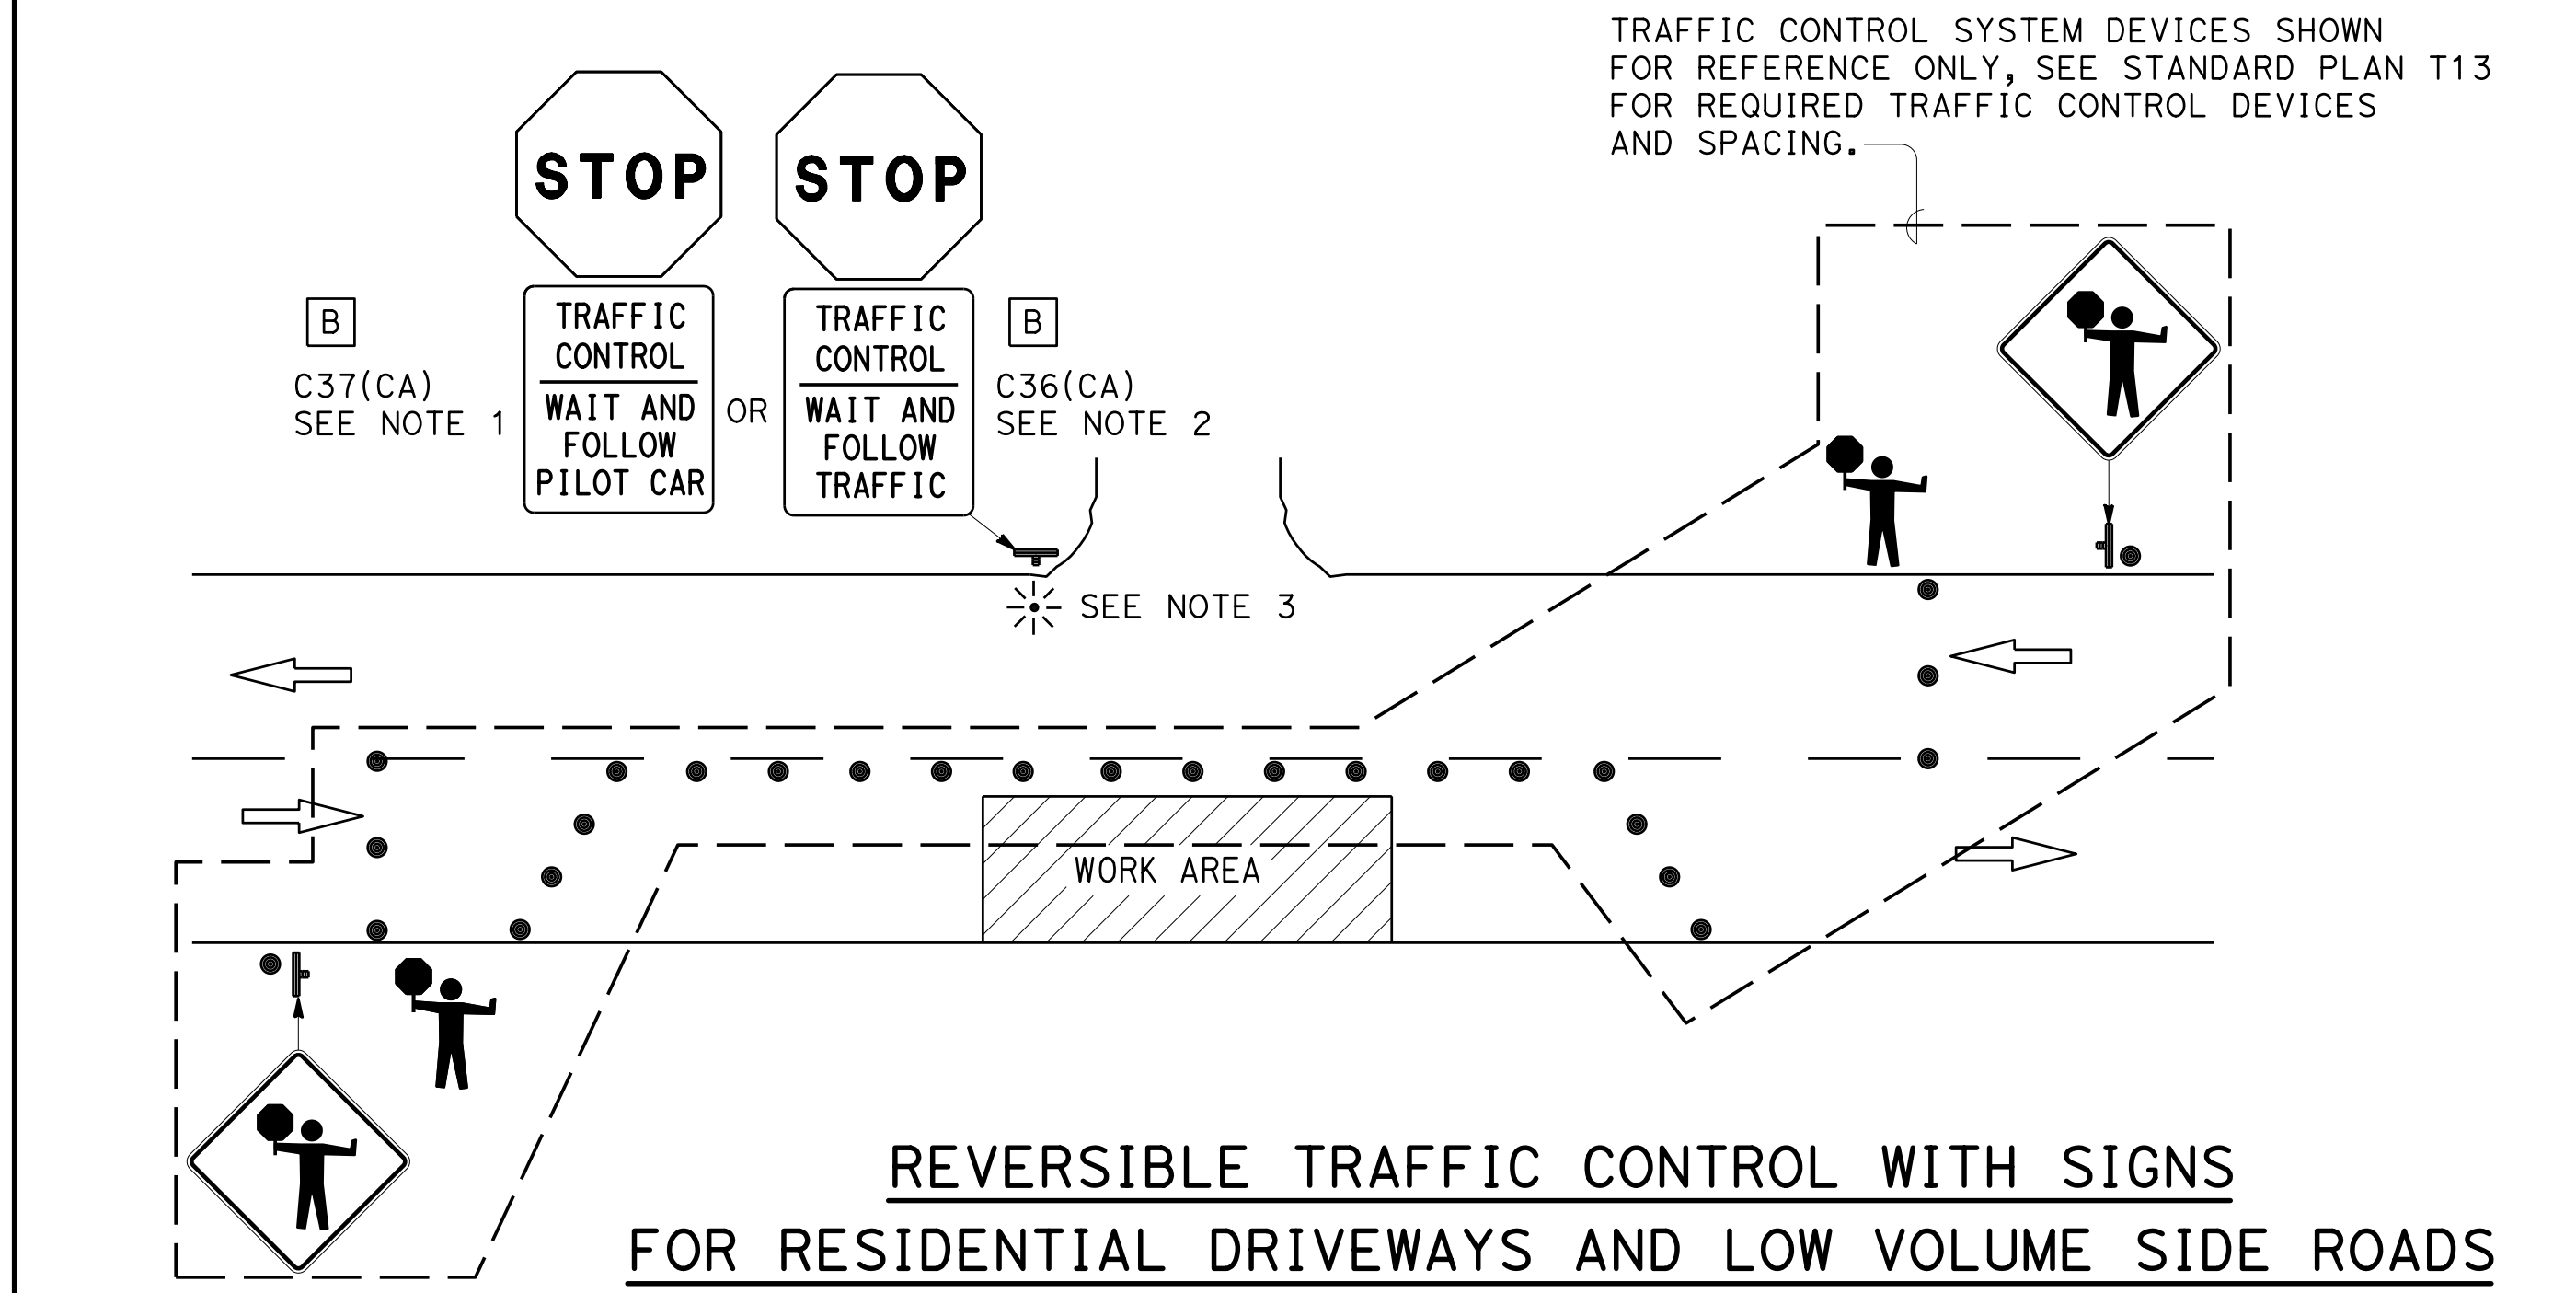 TRAFFIC CONTROL SYSTEM DEVICES SHOWN
FOR REFERENCE ONLY, SEE STANDARD PLAN T13
FOR REQUIRED TRAFFIC CONTROL DEVICES
AND SPACING.
STOP
STOP
B
C37(CA)
SEE NOTE 1
TRAFFIC
CONTROL
WAIT AND
FOLLOW
PILOT CAR
OR
TRAFFIC
CONTROL
WAIT AND
FOLLOW
TRAFFIC
B
C36(CA)
SEE NOTE 2
SEE NOTE 3
WORK AREA
REVERSIBLE TRAFFIC CONTROL WITH SIGNS
FOR RESIDENTIAL DRIVEWAYS AND LOW VOLUME SIDE ROADS